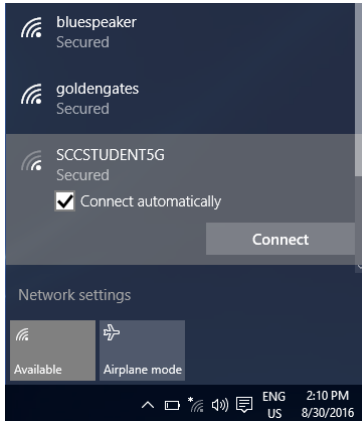 bluespeaker
Secured
goldengates
Secured
SCCSTUDENT5G
Secured
Connect automatically
Connect
Network settings
Available
Airplane mode
ENG
US
2:10 PM
8/30/2016